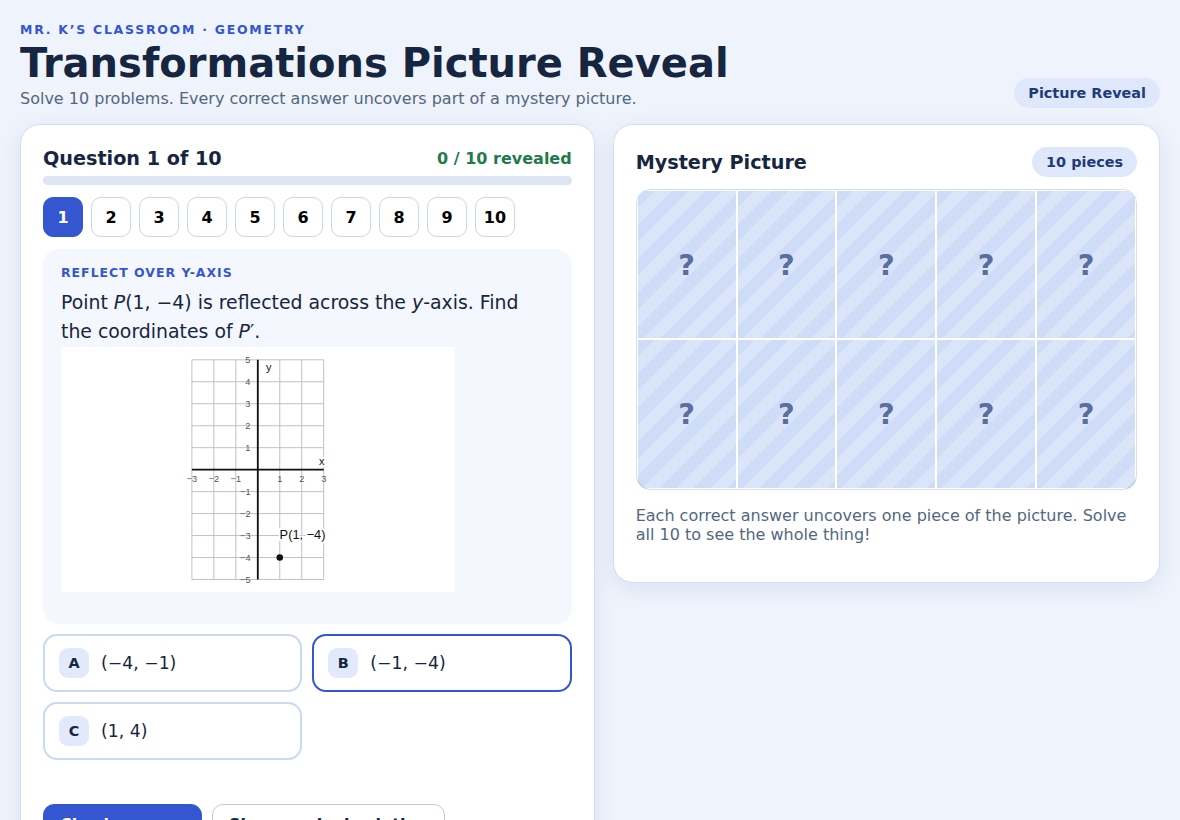 MR. K’S CLASSROOM · GEOMETRY
Transformations Picture Reveal
Solve 10 problems. Every correct answer uncovers part of a mystery picture.
Picture Reveal
Question 1 of 10
0 / 10 revealed
1 2 3 4 5 6 7 8 9 10
REFLECT OVER Y-AXIS
Point P(1, −4) is reflected across the y-axis. Find
the coordinates of P′.
5
y
4
3
2
1
x
−3 −2 −1 1 2 3
−1
−2
−3
P(1, −4)
−4
−5
A (−4, −1)
B (−1, −4)
C (1, 4)
Mystery Picture
10 pieces
? ? ? ? ?
? ? ? ? ?
Each correct answer uncovers one piece of the picture. Solve
all 10 to see the whole thing!